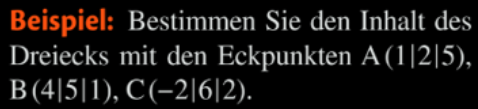 Beispiel: Bestimmen Sie den Inhalt des
Dreiecks mit den Eckpunkten A(1|2|5),
B(4|5|1), C(−2|6|2).